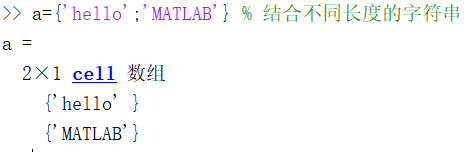 >> a={'hello';'MATLAB'} % 结合不同长度的字符串
a =
2×1 cell 数组
{'hello' }
{'MATLAB'}